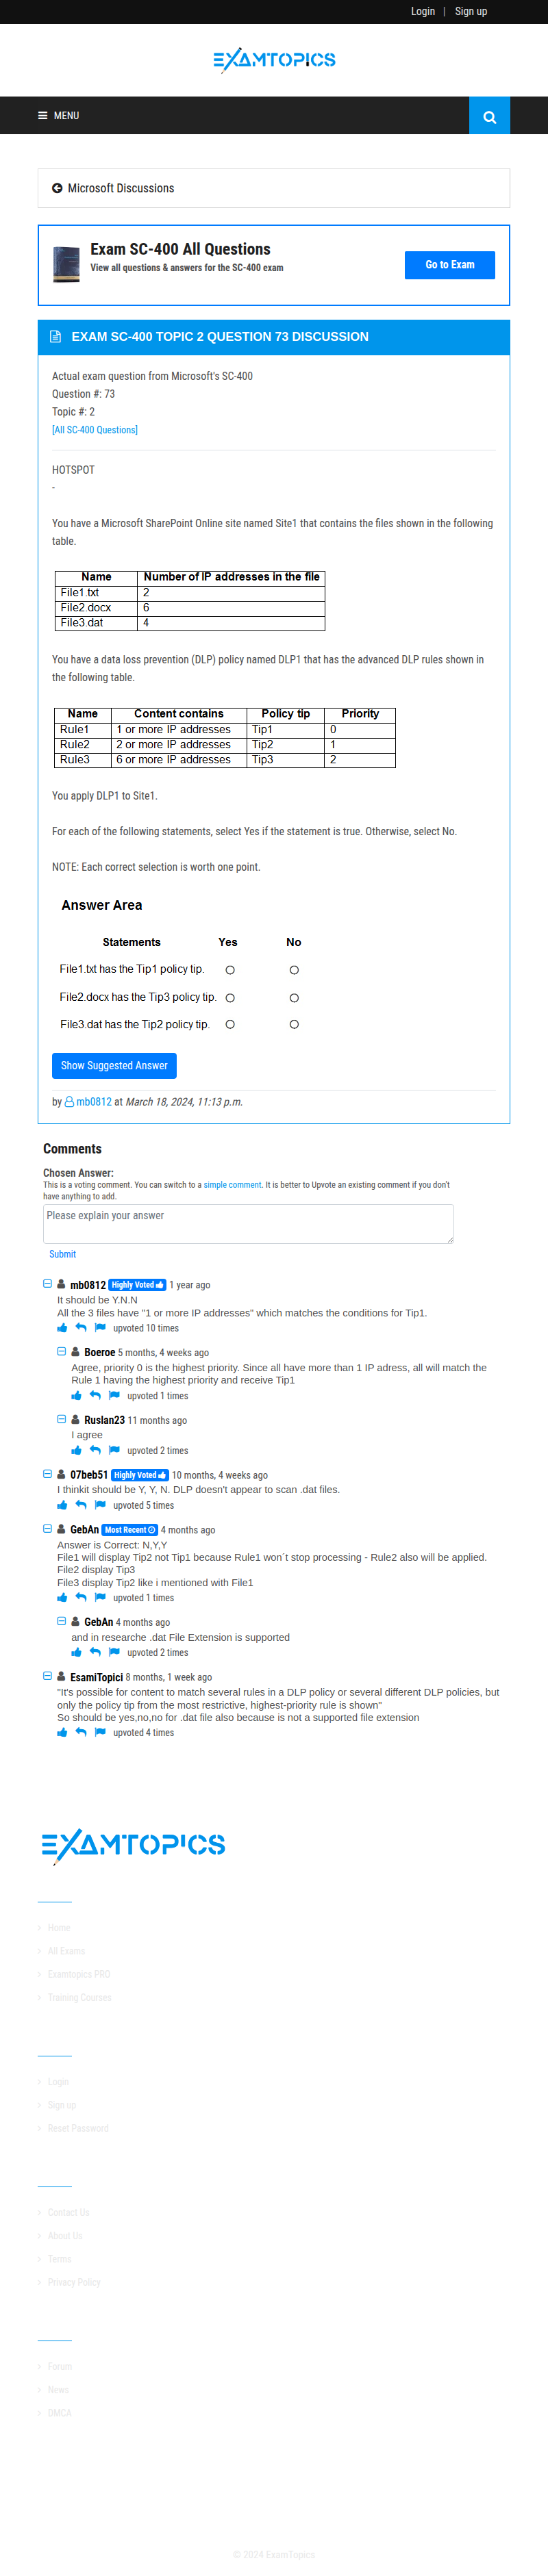 Login | Sign up
EXAMTOPICS
MENU
Microsoft Discussions
Exam SC-400 All Questions
View all questions & answers for the SC-400 exam
Go to Exam
EXAM SC-400 TOPIC 2 QUESTION 73 DISCUSSION
Actual exam question from Microsoft's SC-400
Question #: 73
Topic #: 2
[All SC-400 Questions]
HOTSPOT
-
You have a Microsoft SharePoint Online site named Site1 that contains the files shown in the following
table.
Name Number of IP addresses in the file
File1.txt 2
File2.docx 6
File3.dat 4
You have a data loss prevention (DLP) policy named DLP1 that has the advanced DLP rules shown in
the following table.
Name Content contains Policy tip Priority
Rule1 1 or more IP addresses Tip1 0
Rule2 2 or more IP addresses Tip2 1
Rule3 6 or more IP addresses Tip3 2
You apply DLP1 to Site1.
For each of the following statements, select Yes if the statement is true. Otherwise, select No.
NOTE: Each correct selection is worth one point.
Answer Area
Statements Yes No
File1.txt has the Tip1 policy tip.
File2.docx has the Tip3 policy tip.
File3.dat has the Tip2 policy tip.
Show Suggested Answer
by mb0812 at March 18, 2024, 11:13 p.m.
Comments
Chosen Answer:
This is a voting comment. You can switch to a simple comment. It is better to Upvote an existing comment if you don't
have anything to add.
Please explain your answer
Submit
mb0812 Highly Voted 1 year ago
It should be Y.N.N
All the 3 files have "1 or more IP addresses" which matches the conditions for Tip1.
upvoted 10 times
Boeroe 5 months, 4 weeks ago
Agree, priority 0 is the highest priority. Since all have more than 1 IP adress, all will match the
Rule 1 having the highest priority and receive Tip1
upvoted 1 times
Ruslan23 11 months ago
I agree
upvoted 2 times
07beb51 Highly Voted 10 months, 4 weeks ago
I thinkit should be Y, Y, N. DLP doesn't appear to scan .dat files.
upvoted 5 times
GebAn Most Recent 4 months ago
Answer is Correct: N,Y,Y
File1 will display Tip2 not Tip1 because Rule1 won´t stop processing - Rule2 also will be applied.
File2 display Tip3
File3 display Tip2 like i mentioned with File1
upvoted 1 times
GebAn 4 months ago
and in researche .dat File Extension is supported
upvoted 2 times
EsamiTopici 8 months, 1 week ago
"It's possible for content to match several rules in a DLP policy or several different DLP policies, but
only the policy tip from the most restrictive, highest-priority rule is shown"
So should be yes,no,no for .dat file also because is not a supported file extension
upvoted 4 times
EXAMTOPICS
Home
All Exams
Examtopics PRO
Training Courses
Login
Sign up
Reset Password
Contact Us
About Us
Terms
Privacy Policy
Forum
News
DMCA
© 2024 ExamTopics